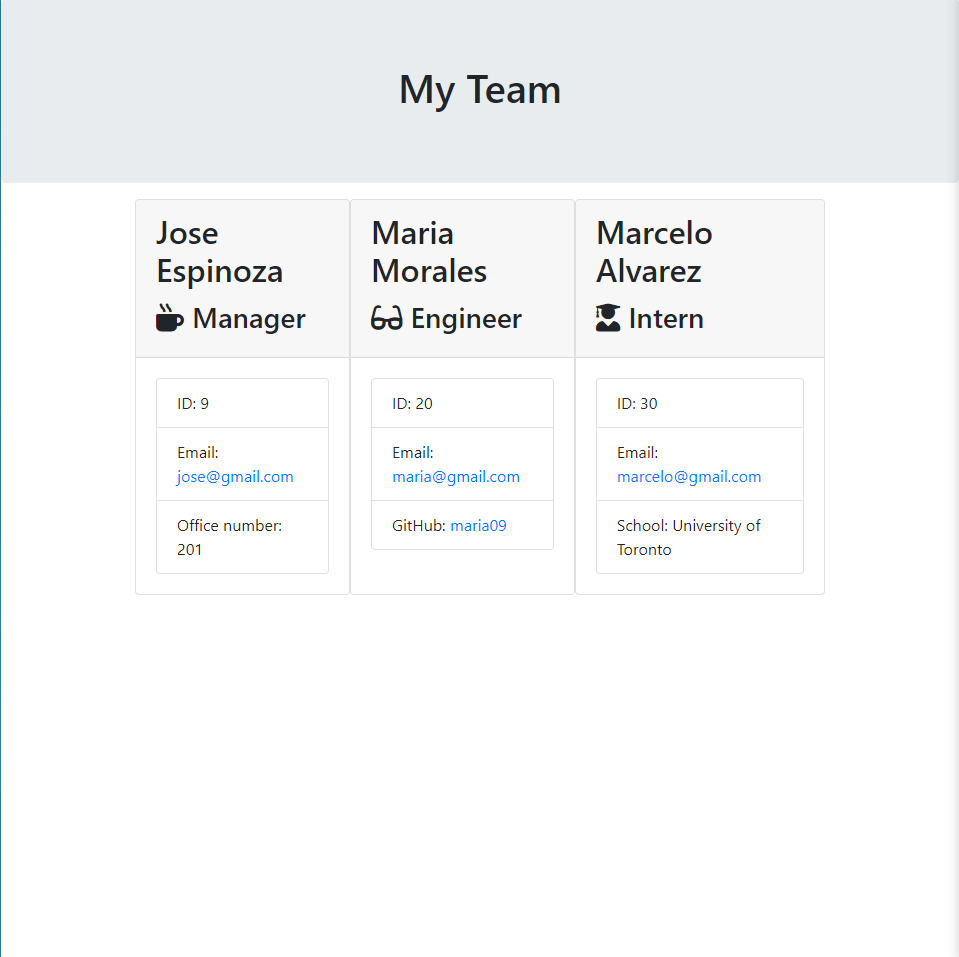 My Team
Jose
Espinoza
Manager
ID: 9
Email:
jose@gmail.com
Office number:
201
Maria
Morales
Engineer
ID: 20
Email:
maria@gmail.com
GitHub: maria09
Marcelo
Alvarez
Intern
ID: 30
Email:
marcelo@gmail.com
School: University of
Toronto